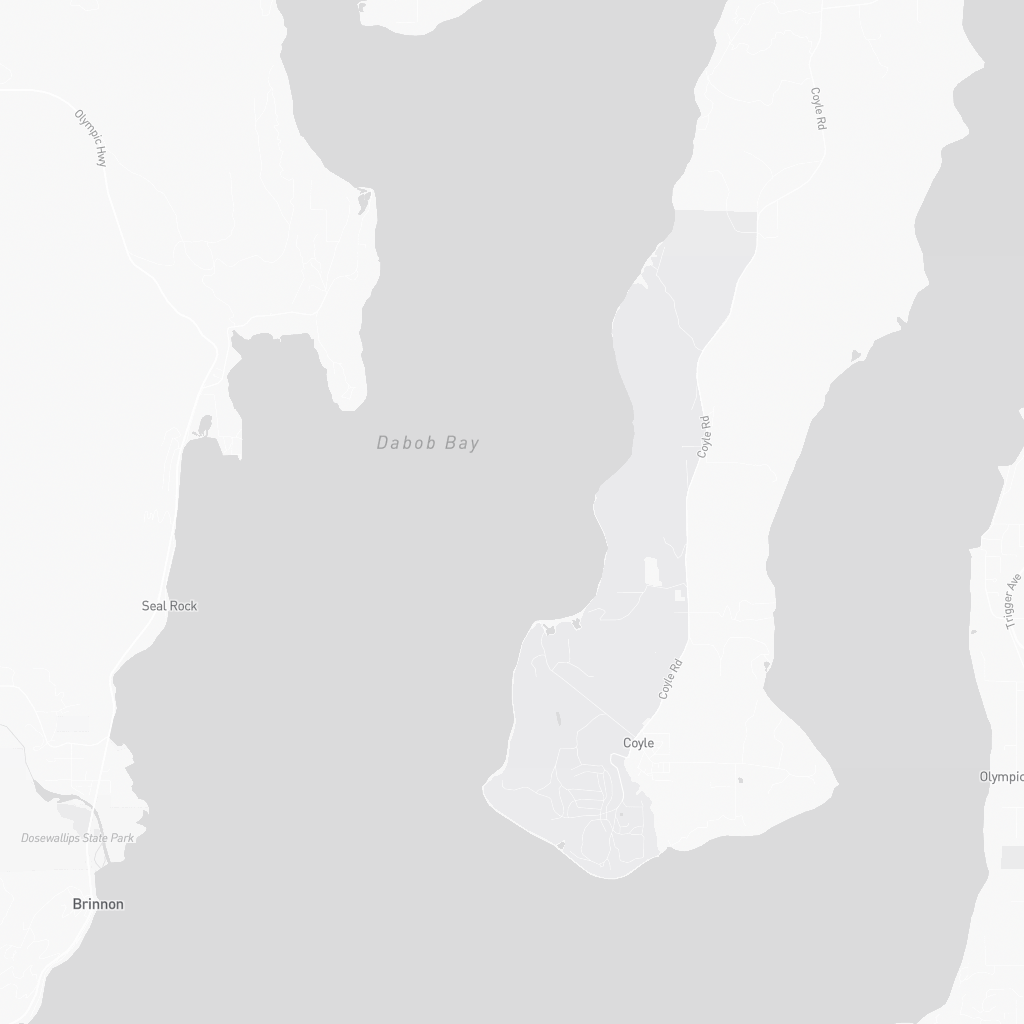 Olympic Hwy
Coyle Rd
Dabob Bay
Coyle Rd
Seal Rock
Trigger Ave
Coyle Rd
Coyle
Olympic
Dosewallips State Park
Brinnon